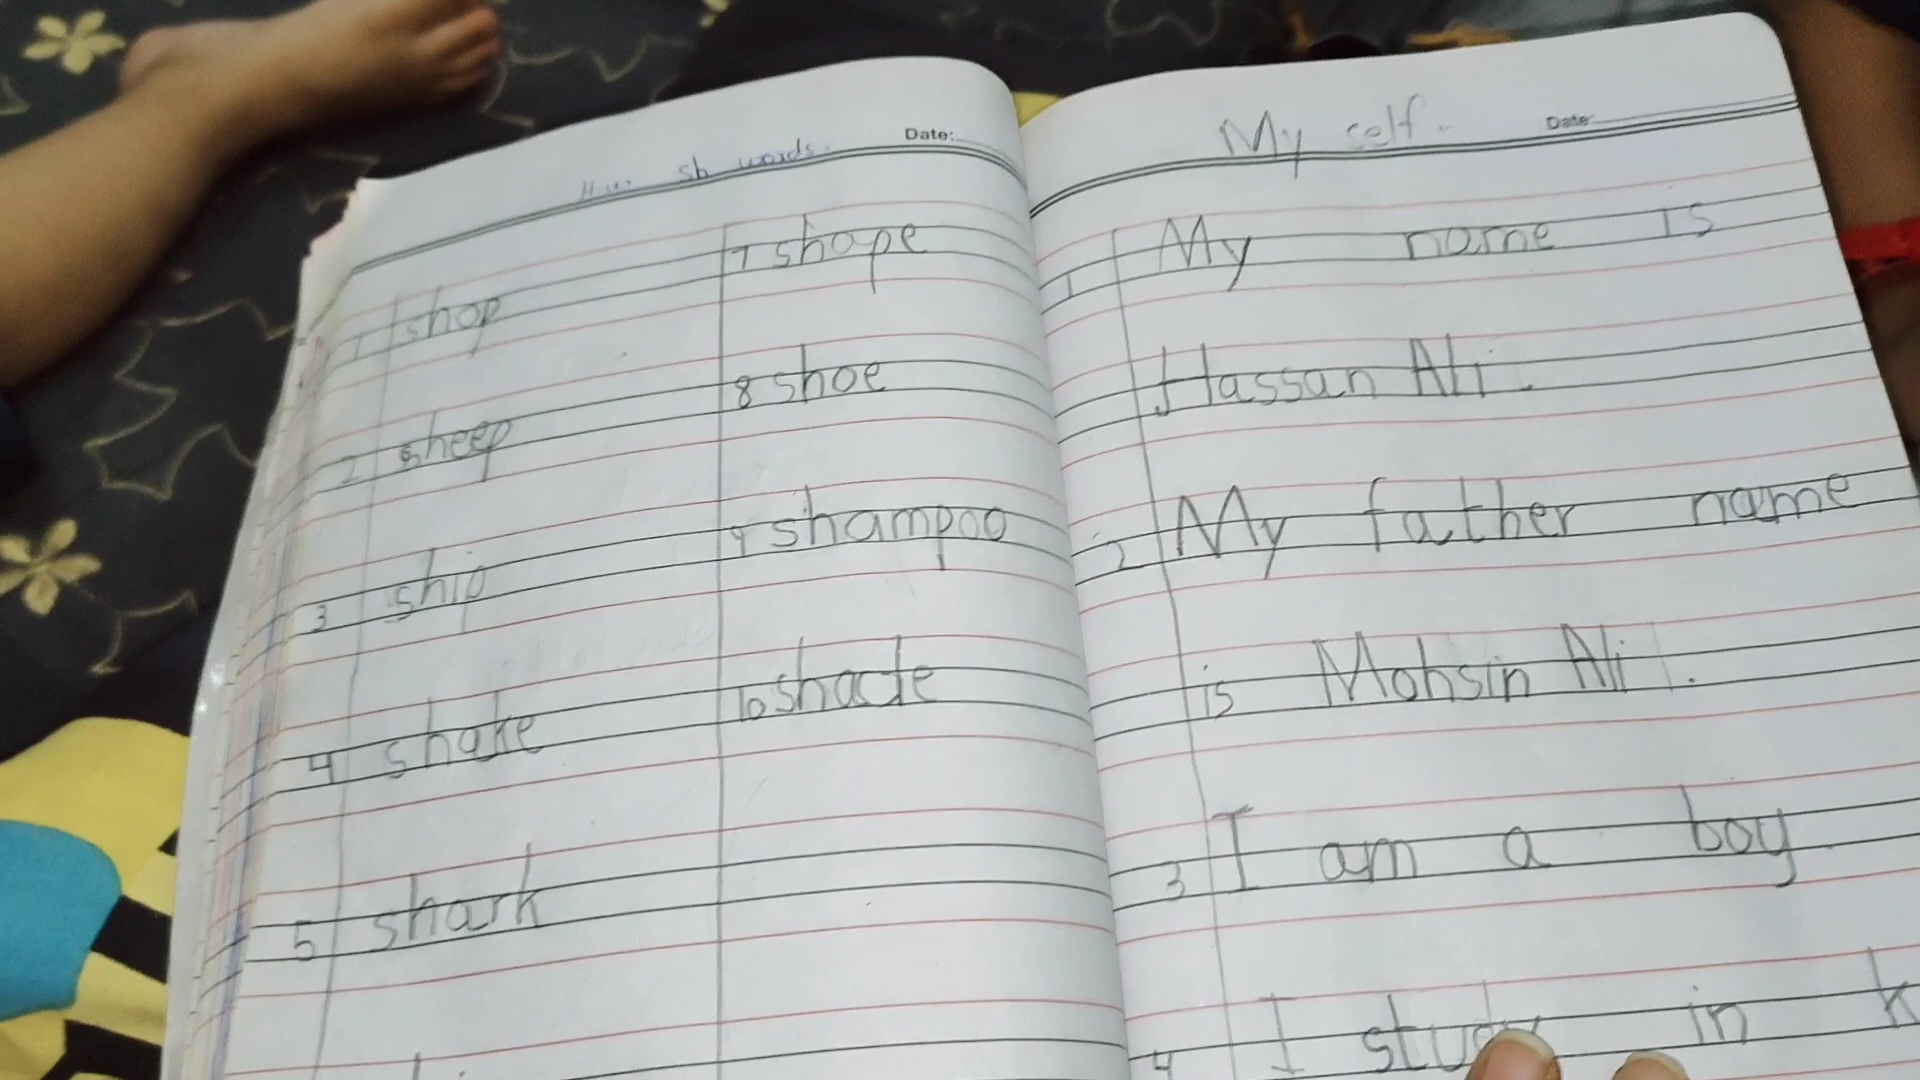 Date:
H.w sh words.
1 shop
2 sheep
3 ship
4 shake
5 shark
7 shape
8 shoe
9 shampoo
10 shade
My self.
Date:
1 My name is
Hassan Ali.
2 My father name
is Mohsin Ali.
3 I am a boy
4 I study in k